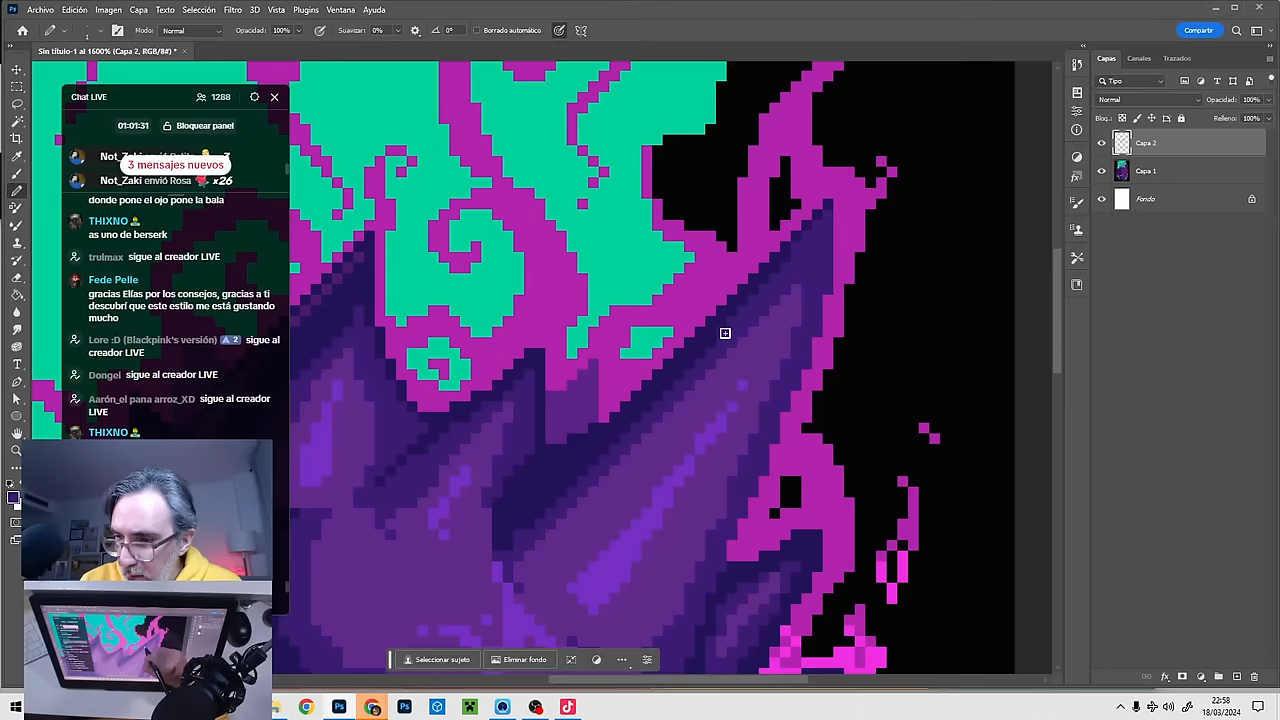 Archivo Edición Imagen Capa Texto Selección Filtro 3D Vista Plugins Ventana Ayuda
1 Modo: Normal Opacidad: 100% Suavizar: 0% 0° Borrado automático Compartir
Sin título-1 al 1600% (Capa 2, RGB/8#) *
Chat LIVE 1288
01:01:31 Bloquear panel
3 mensajes nuevos
Not_Zaki envió Rosa x26
donde pone el ojo pone la bala
THIXNO
as uno de berserk
trulmax sigue al creador LIVE
Fede Pelle
gracias Elías por los consejos, gracias a ti
descubrí que este estilo me está gustando
mucho
Lore :D (Blackpink's versión) 2 sigue al
creador LIVE
Dongei sigue al creador LIVE
Aarón_el pana arroz_XD sigue al creador
LIVE
THIXNO
Seleccionar sujeto Eliminar fondo
Capas Canales Trazados
Tipo
Normal Opacidad: 100%
Bloq.: Relleno: 100%
Capa 2
Capa 1
Fondo
22:58
18/03/2024